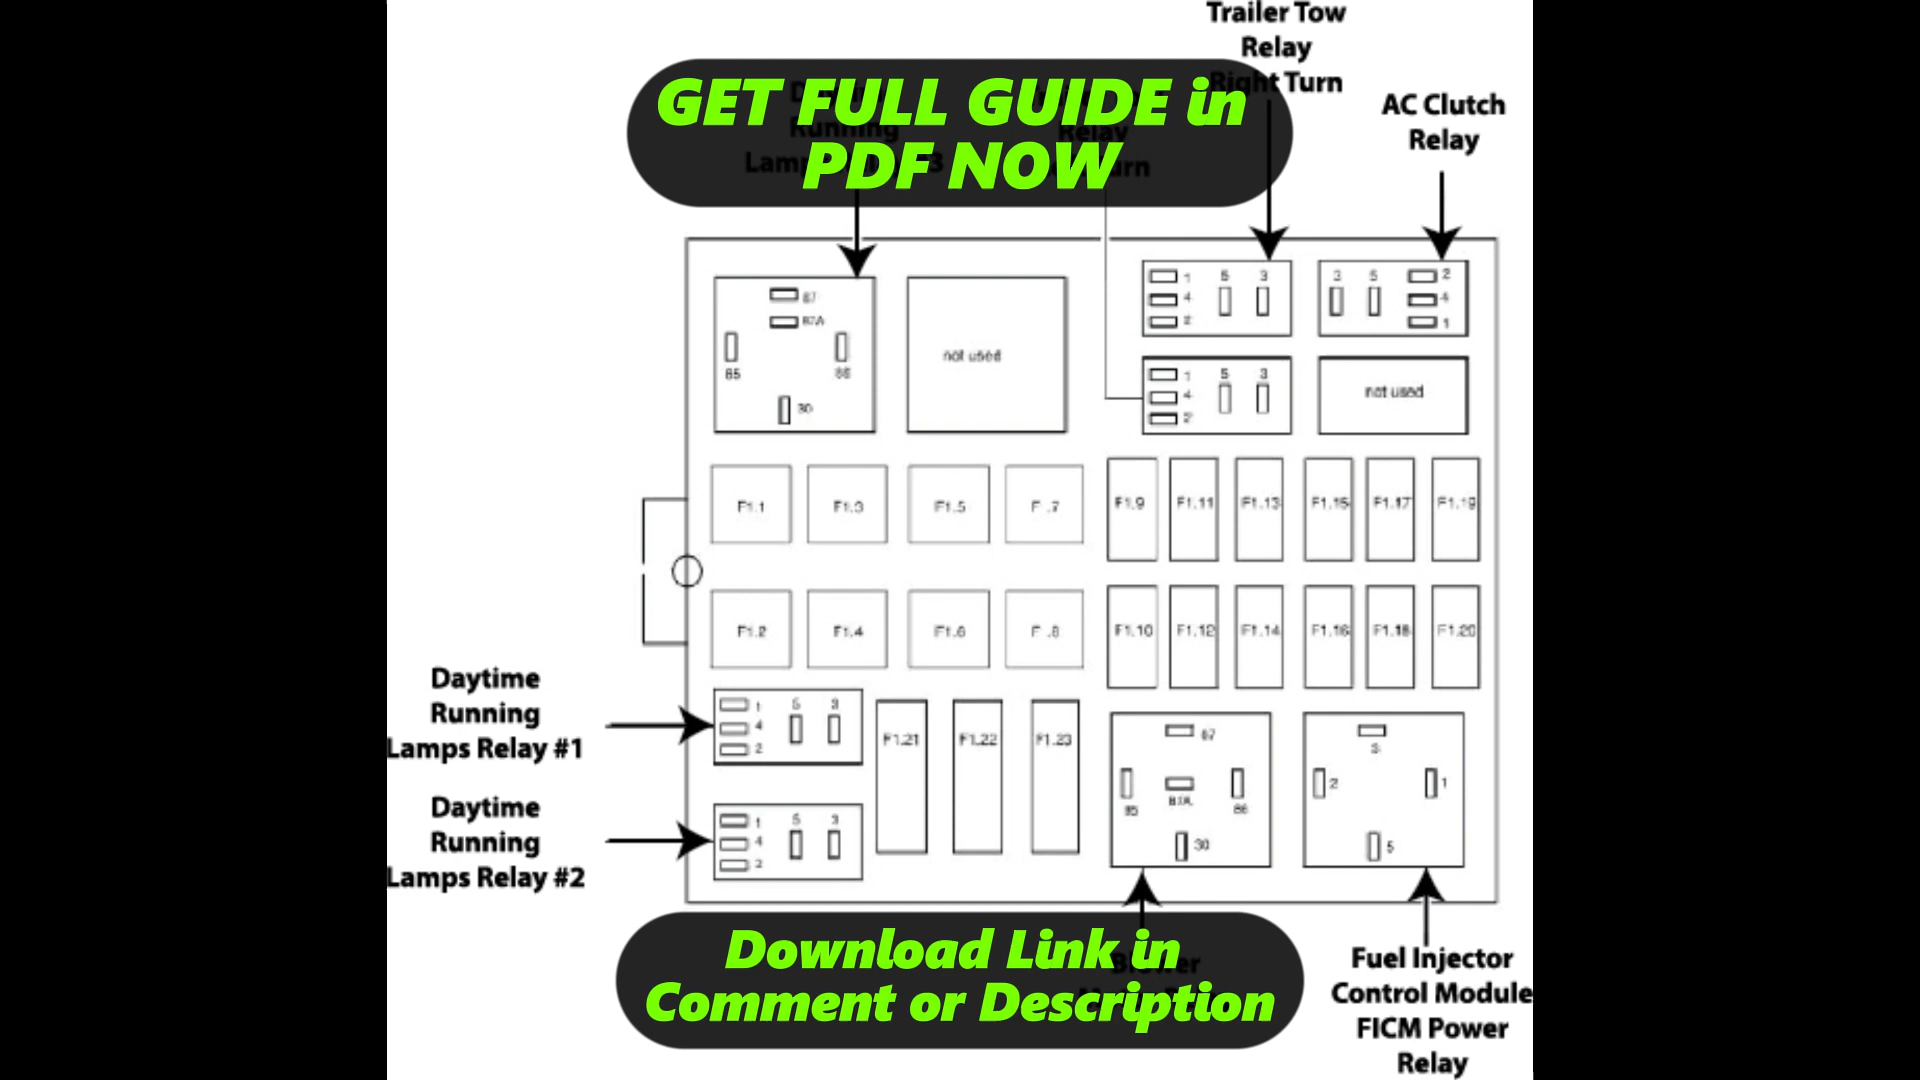 Trailer Tow
Relay
Right Turn
AC Clutch
Relay
GET FULL GUIDE in
PDF NOW
Running
Relay
1
4
2
5
3
3
5
2
4
1
87
87A
85
86
30
not used
1
4
2
5
3
not used
F1.1
F1.3
F1.5
F .7
F1.9
F1.11
F1.13
F1.15
F1.17
F1.19
F1.2
F1.4
F1.6
F .8
F1.10
F1.12
F1.14
F1.16
F1.18
F1.20
Daytime
Running
Lamps Relay #1
1
4
2
5
3
F1.21
F1.22
F1.23
87
85
87A
86
30
3
2
1
5
Daytime
Running
Lamps Relay #2
1
4
2
5
3
Download Link in
Comment or Description
Blower
Fuel Injector
Control Module
FICM Power
Relay